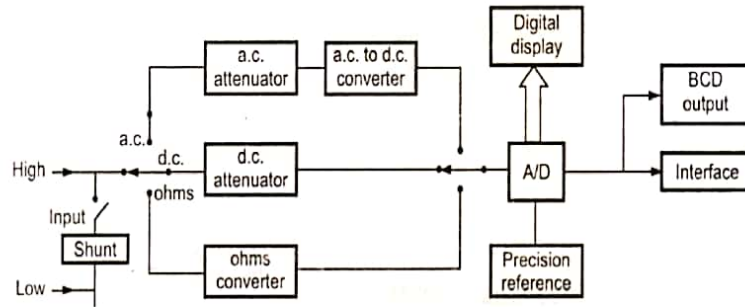 Digital
display
a.c.
attenuator
a.c. to d.c.
converter
BCD
output
a.c.
High
d.c.
d.c.
attenuator
A/D
Interface
ohms
Input
Shunt
ohms
converter
Precision
reference
Low